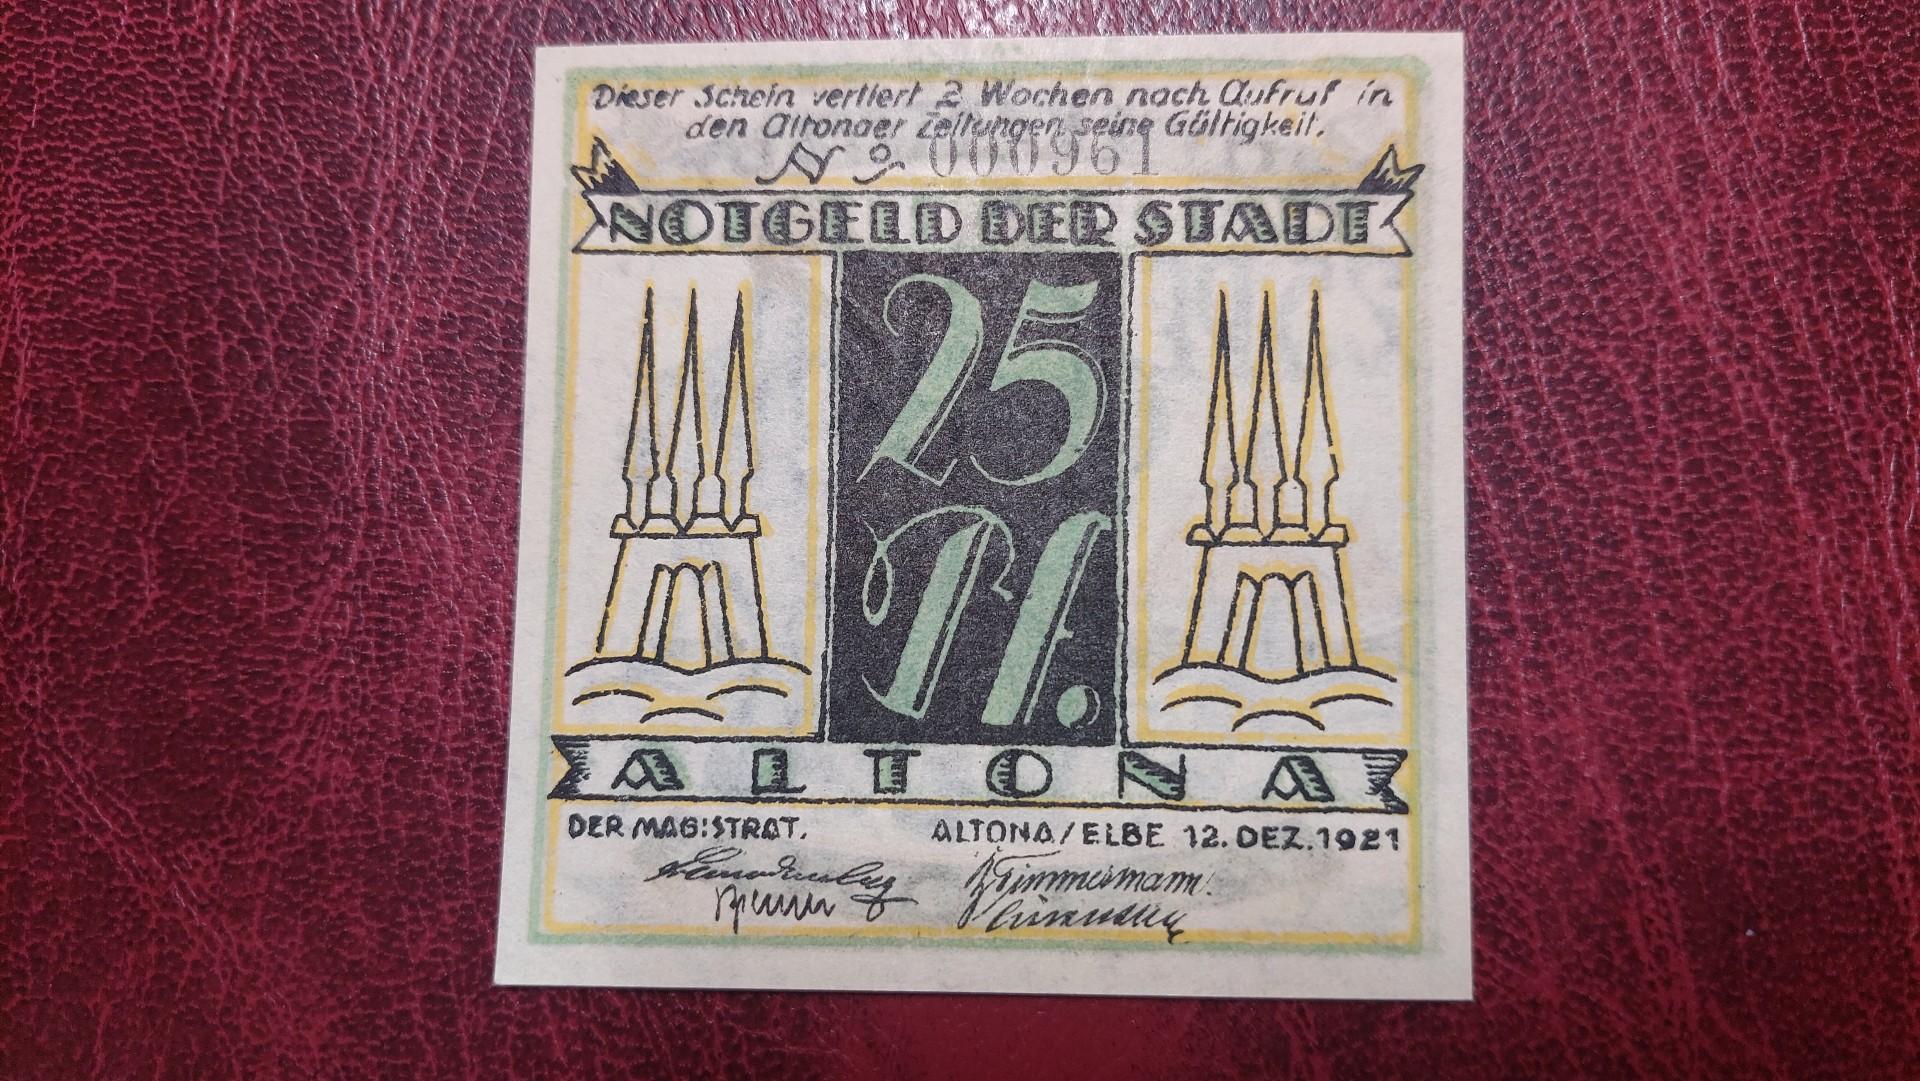 Dieser Schein verliert 2 Wochen nach Aufruf in
den Altonaer Zeitungen seine Gültigkeit.
No 000961
NOTGELD DER STADT
25
Pf.
ALTONA
DER MAGISTRAT. ALTONA/ELBE 12. DEZ. 1921
Schnackenburg Zimmermann